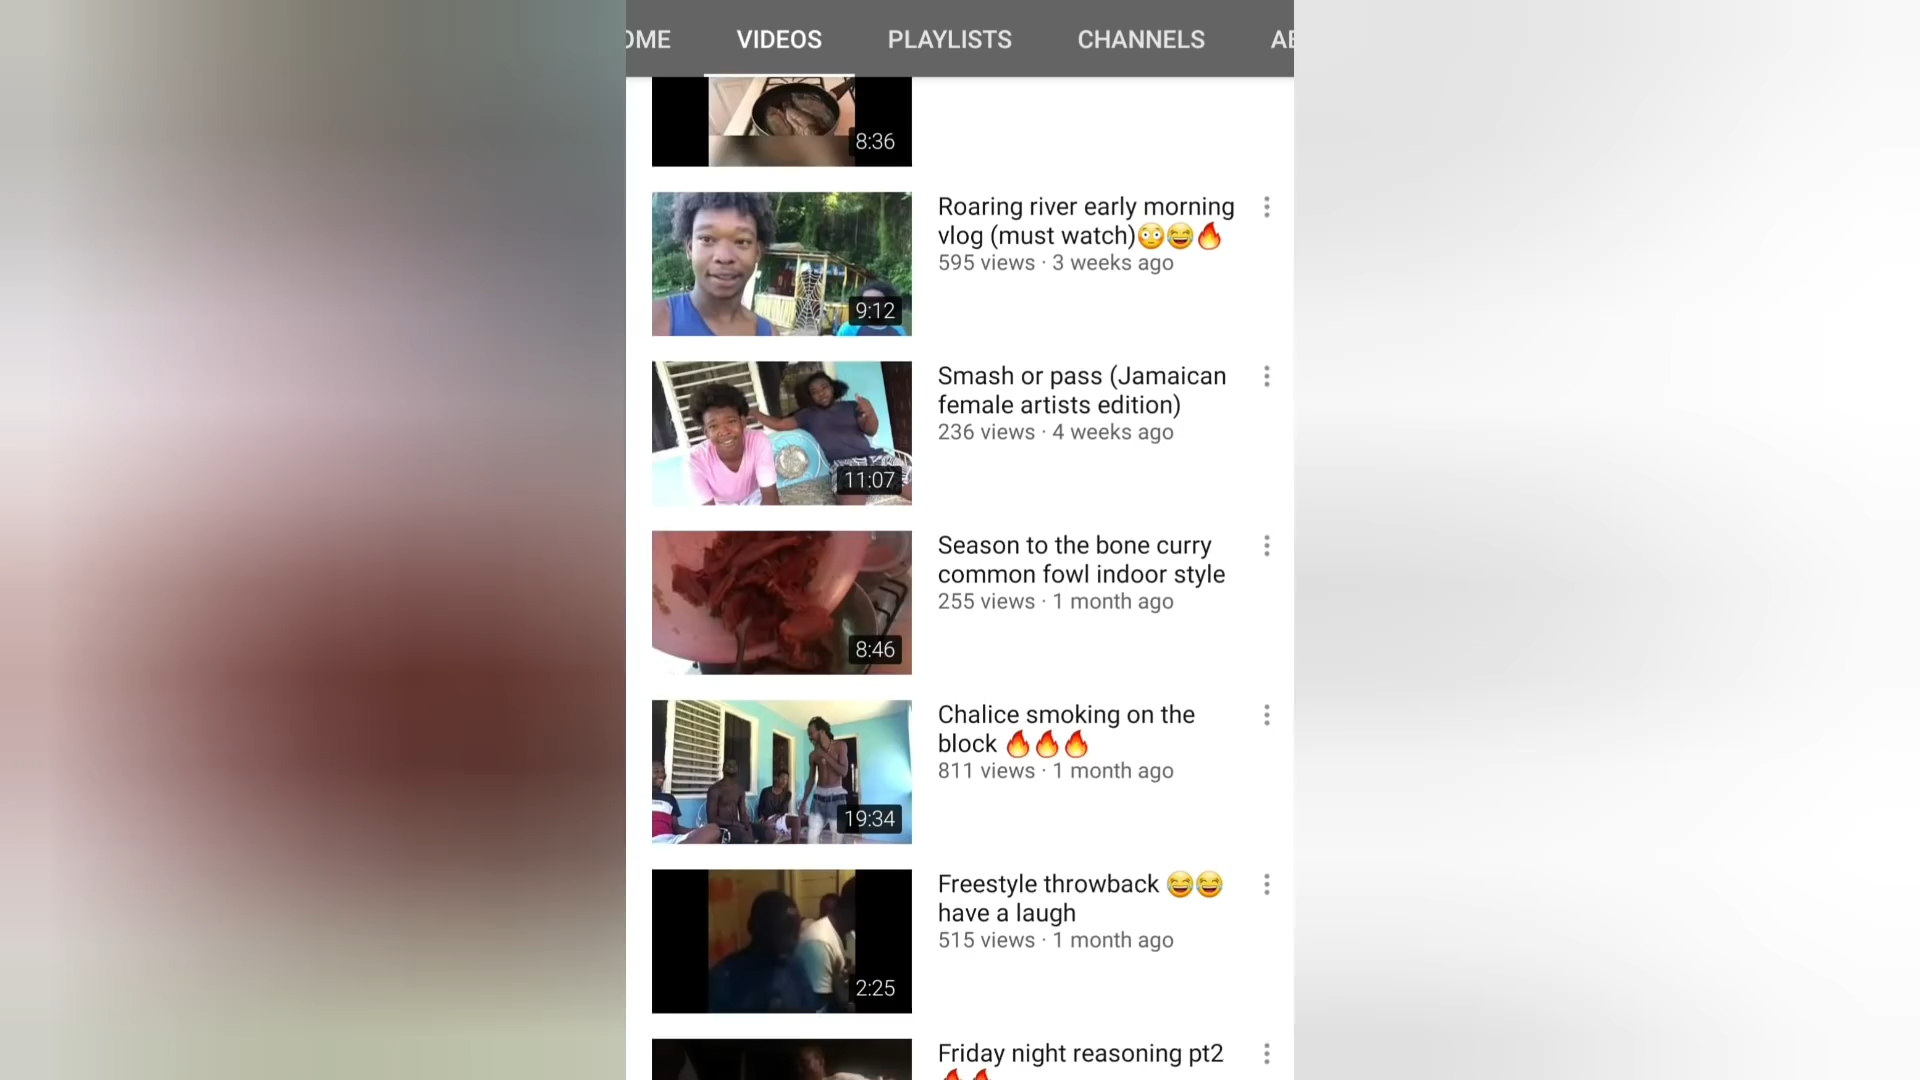 OME VIDEOS PLAYLISTS CHANNELS AB
8:36
Roaring river early morning
vlog (must watch)😳😂🔥
595 views · 3 weeks ago
9:12
Smash or pass (Jamaican
female artists edition)
236 views · 4 weeks ago
11:07
Season to the bone curry
common fowl indoor style
255 views · 1 month ago
8:46
Chalice smoking on the
block 🔥🔥🔥
811 views · 1 month ago
19:34
Freestyle throwback 😂😂
have a laugh
515 views · 1 month ago
2:25
Friday night reasoning pt2
🔥🔥